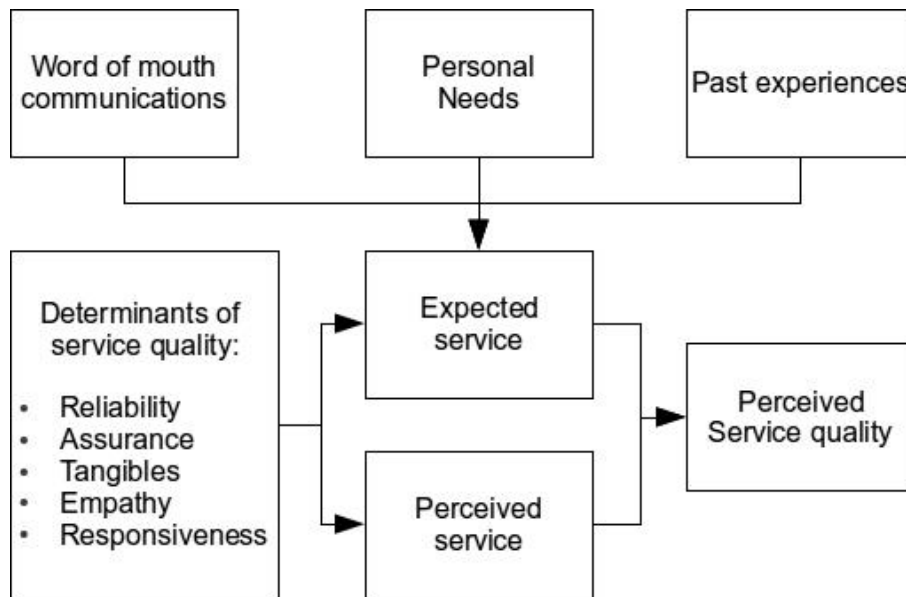 Word of mouth
communications
Personal
Needs
Past experiences
Determinants of
service quality:
• Reliability
• Assurance
• Tangibles
• Empathy
• Responsiveness
Expected
service
Perceived
service
Perceived
Service quality